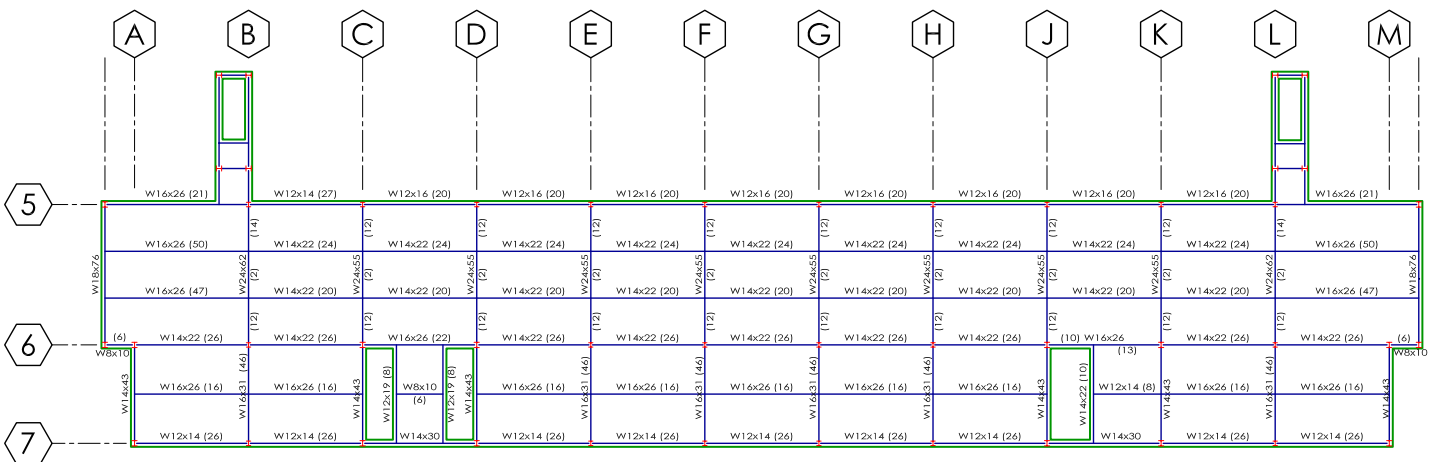 A B C D E F G H J K L M
5
W16x26 (21) W12x14 (27) W12x16 (20) W12x16 (20) W12x16 (20) W12x16 (20) W12x16 (20) W12x16 (20) W12x16 (20) W12x16 (20) W16x26 (21)
(14) (12) (12) (12) (12) (12) (12) (12) (12) (14)
W16x26 (50) W14x22 (24) W14x22 (24) W14x22 (24) W14x22 (24) W14x22 (24) W14x22 (24) W14x22 (24) W14x22 (24) W14x22 (24) W16x26 (50)
W18x76 W24x62 W24x55 W24x55 W24x55 W24x55 W24x55 W24x55 W24x55 W24x55 W24x62 W18x76
(2) (2) (2) (2) (2) (2) (2) (2) (2) (2)
W16x26 (47) W14x22 (20) W14x22 (20) W14x22 (20) W14x22 (20) W14x22 (20) W14x22 (20) W14x22 (20) W14x22 (20) W14x22 (20) W16x26 (47)
(12) (12) (12) (12) (12) (12) (12) (12) (12) (12)
6
(6) W14x22 (26) W14x22 (26) W16x26 (22) W14x22 (26) W14x22 (26) W14x22 (26) W14x22 (26) W14x22 (26) (10) W16x26 W14x22 (26) W14x22 (26) (6)
W8x10 (13) W8x10
W14x43 W16x31 (46) W14x43 W12x19 (8) W12x19 (8) W14x43 W16x31 (46) W16x31 (46) W16x31 (46) W16x31 (46) W14x43 W14x22 (10) W14x43 W16x31 (46) W14x43
W16x26 (16) W16x26 (16) W8x10 W16x26 (16) W16x26 (16) W16x26 (16) W16x26 (16) W16x26 (16) W12x14 (8) W16x26 (16) W16x26 (16)
(6)
7
W12x14 (26) W12x14 (26) W14x30 W12x14 (26) W12x14 (26) W12x14 (26) W12x14 (26) W12x14 (26) W14x30 W12x14 (26) W12x14 (26)